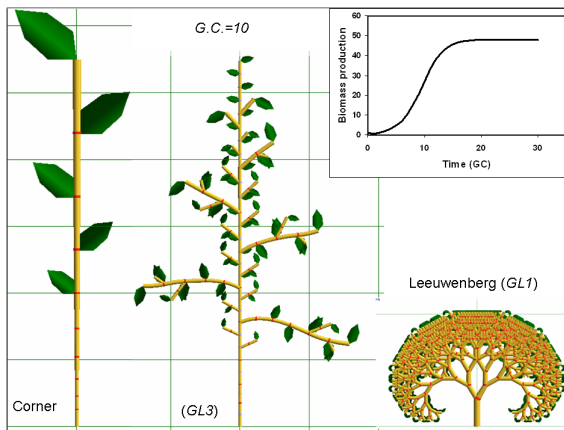 G.C.=10
60
50
40
30
20
10
0
Biomass production
0 10 20 30
Time (GC)
Leeuwenberg (GL1)
Corner
(GL3)